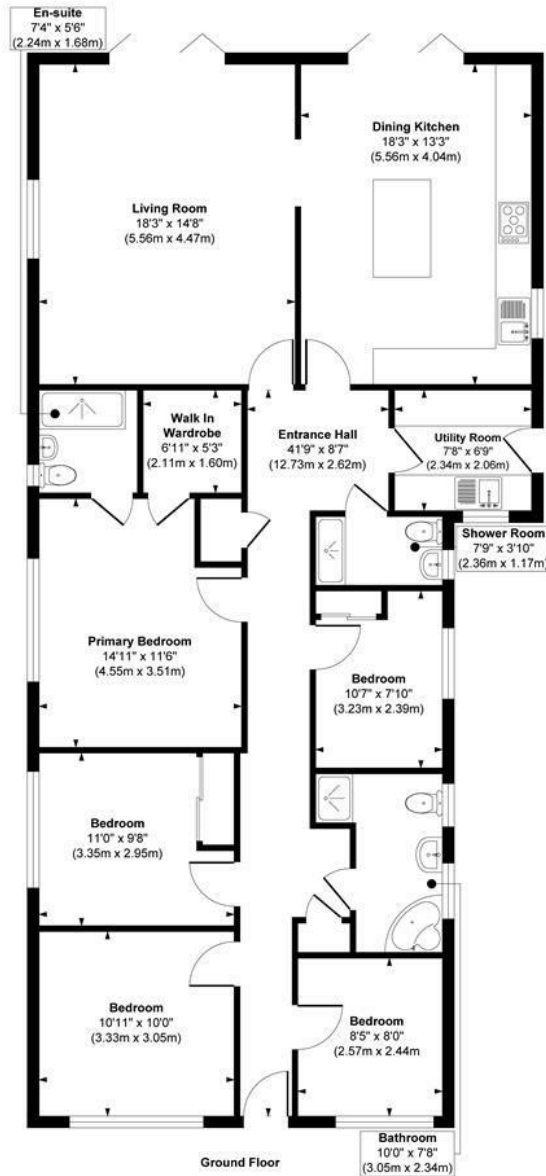 En-suite
7'4" x 5'6"
(2.24m x 1.68m)
Dining Kitchen
18'3" x 13'3"
(5.56m x 4.04m)
Living Room
18'3" x 14'8"
(5.56m x 4.47m)
Walk In
Wardrobe
6'11" x 5'3"
(2.11m x 1.60m)
Entrance Hall
41'9" x 8'7"
(12.73m x 2.62m)
Utility Room
7'8" x 6'9"
(2.34m x 2.06m)
Shower Room
7'9" x 3'10"
(2.36m x 1.17m)
Primary Bedroom
14'11" x 11'6"
(4.55m x 3.51m)
Bedroom
10'7" x 7'10"
(3.23m x 2.39m)
Bedroom
11'0" x 9'8"
(3.35m x 2.95m)
Bedroom
10'11" x 10'0"
(3.33m x 3.05m)
Bedroom
8'5" x 8'0"
(2.57m x 2.44m
Bathroom
10'0" x 7'8"
(3.05m x 2.34m)
Ground Floor